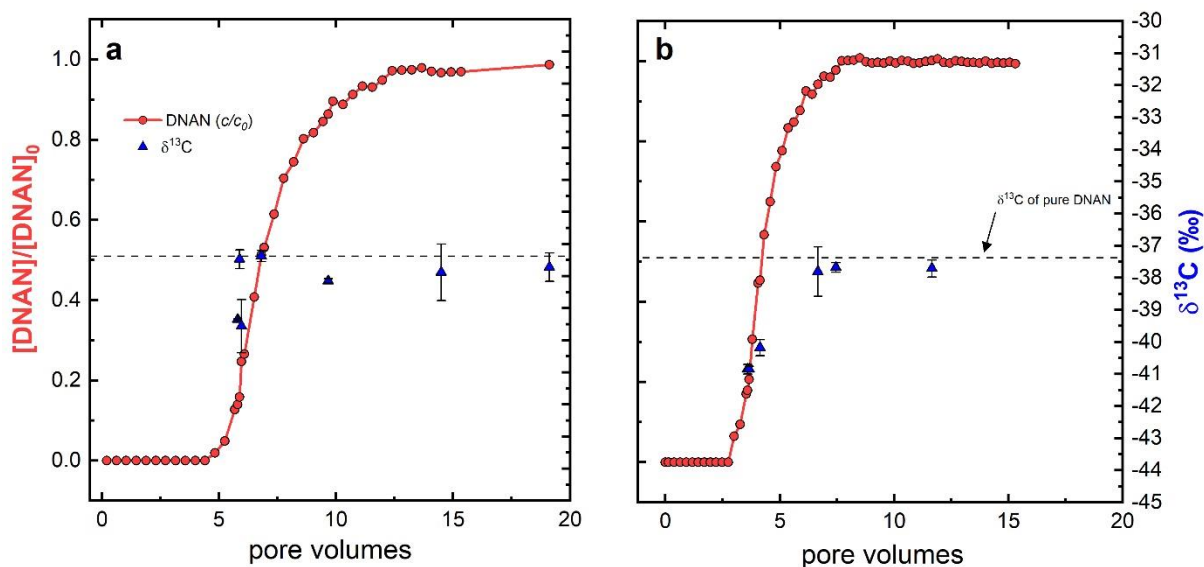 a
b
DNAN (c/c₀)
δ¹³C
δ¹³C of pure DNAN
[DNAN]/[DNAN]₀
1.0
0.8
0.6
0.4
0.2
0.0
0 5 10 15 20
pore volumes
0 5 10 15 20
pore volumes
-30
-31
-32
-33
-34
-35
-36
-37
-38
-39
-40
-41
-42
-43
-44
-45
δ¹³C (‰)